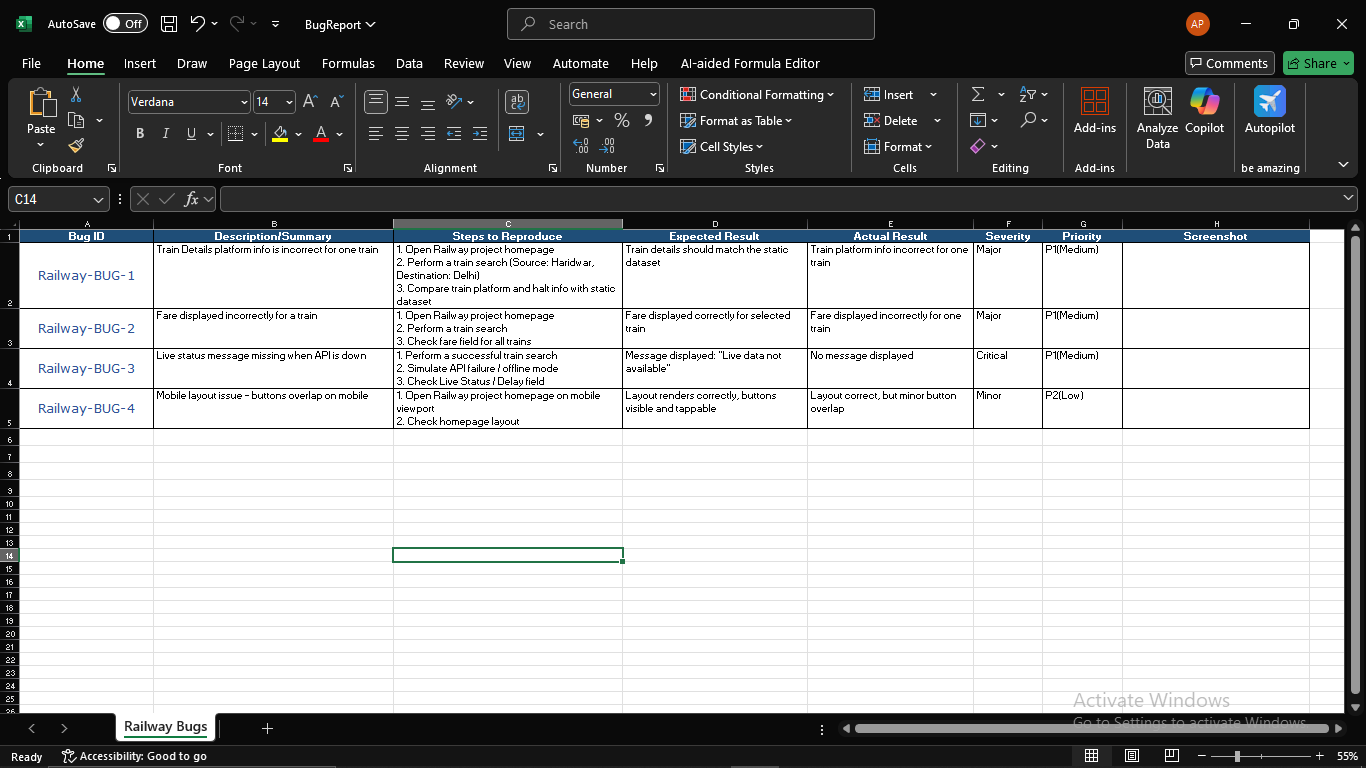 AutoSave Off BugReport Search AP
File Home Insert Draw Page Layout Formulas Data Review View Automate Help AI-aided Formula Editor Comments Share
Paste
Clipboard
Verdana 14
B I U
Font
ab
Alignment
General
%
Number
Conditional Formatting
Format as Table
Cell Styles
Styles
Insert
Delete
Format
Cells
Editing
Add-ins
Add-ins
Analyze Data
Copilot
Autopilot
be amazing
C14 fx
A B C D E F G H
1 Bug ID Description/Summary Steps to Reproduce Expected Result Actual Result Severity Priority Screenshot
2
Railway-BUG-1
Train Details platform info is incorrect for one train
1. Open Railway project homepage
2. Perform a train search (Source: Haridwar,
Destination: Delhi)
3. Compare train platform and halt info with static
dataset
Train details should match the static
dataset
Train platform info incorrect for one
train
Major
P1(Medium)
3
Railway-BUG-2
Fare displayed incorrectly for a train
1. Open Railway project homepage
2. Perform a train search
3. Check fare field for all trains
Fare displayed correctly for selected
train
Fare displayed incorrectly for one
train
Major
P1(Medium)
4
Railway-BUG-3
Live status message missing when API is down
1. Perform a successful train search
2. Simulate API failure / offline mode
3. Check Live Status / Delay field
Message displayed: "Live data not
available"
No message displayed
Critical
P1(Medium)
5
Railway-BUG-4
Mobile layout issue - buttons overlap on mobile
1. Open Railway project homepage on mobile
viewport
2. Check homepage layout
Layout renders correctly, buttons
visible and tappable
Layout correct, but minor button
overlap
Minor
P2(Low)
6
7
8
9
10
11
12
13
14
15
16
17
18
19
20
21
22
23
24
25
26
Activate Windows
Go to Settings to activate Windows.
Railway Bugs
Ready Accessibility: Good to go 55%